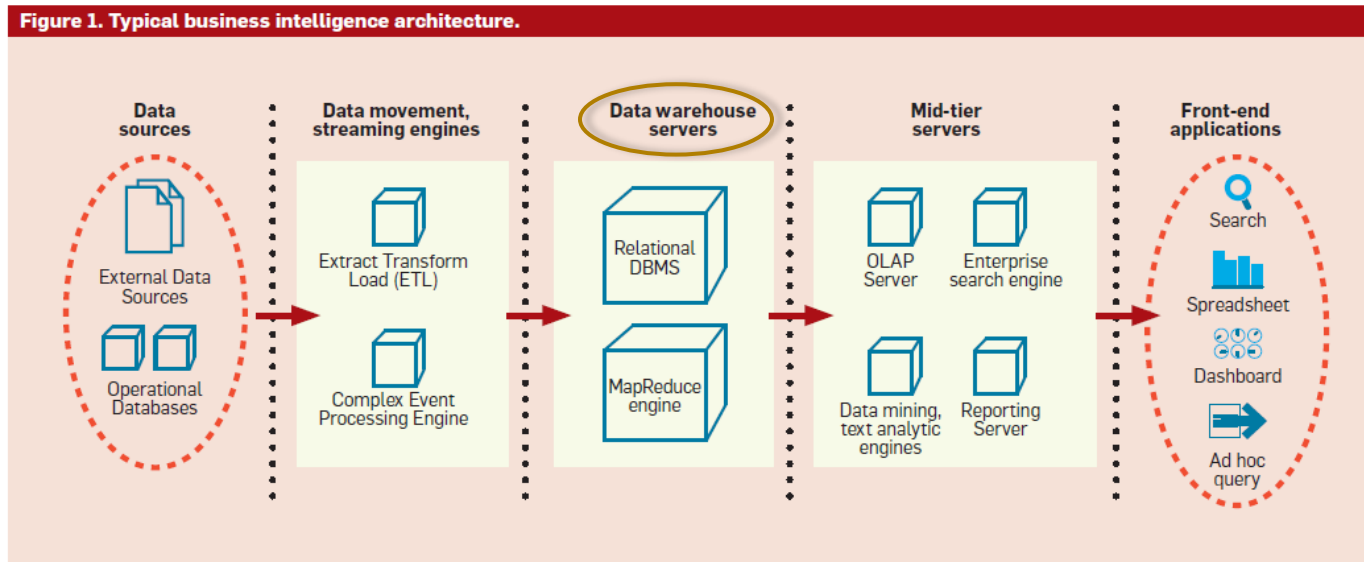 Figure 1. Typical business intelligence architecture.
Data
sources
External Data
Sources
Operational
Databases
Data movement,
streaming engines
Extract Transform
Load (ETL)
Complex Event
Processing Engine
Data warehouse
servers
Relational
DBMS
MapReduce
engine
Mid-tier
servers
OLAP
Server
Enterprise
search engine
Data mining,
text analytic
engines
Reporting
Server
Front-end
applications
Search
Spreadsheet
Dashboard
Ad hoc
query